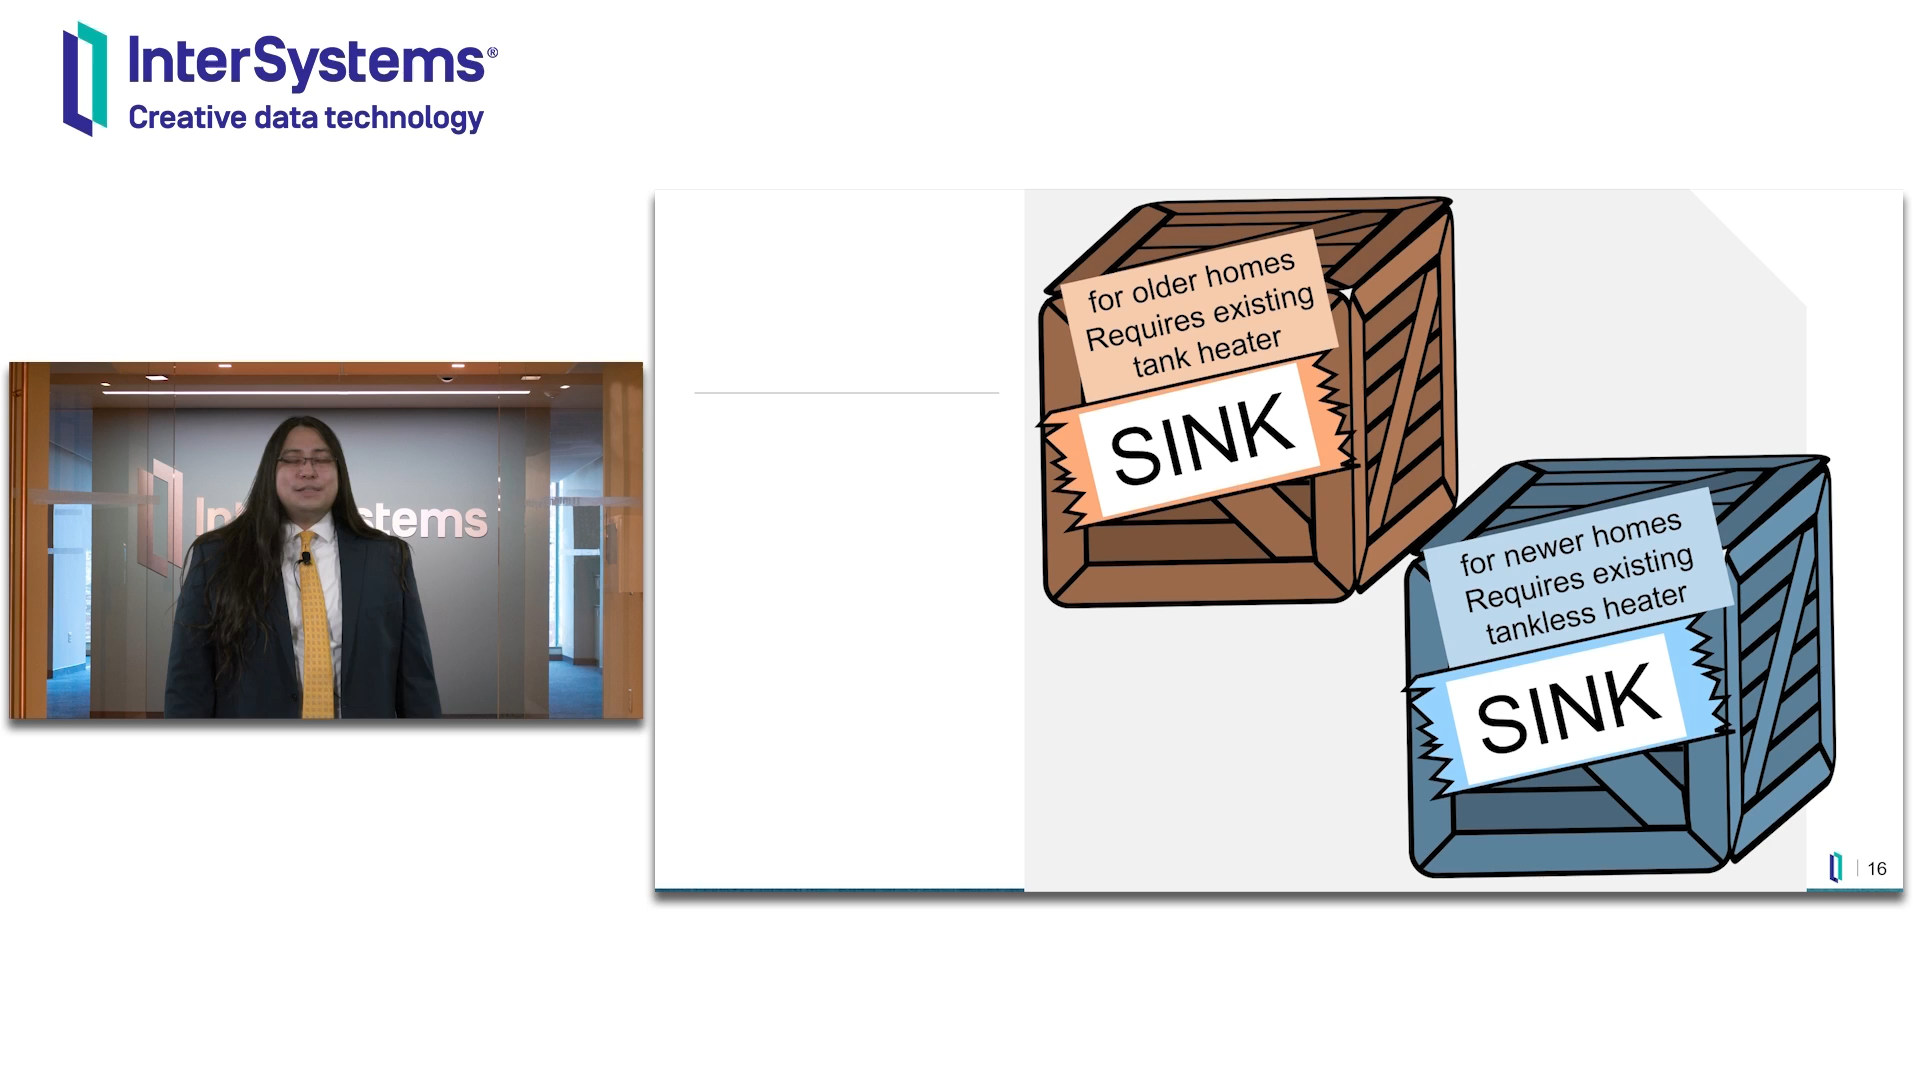 InterSystems®
Creative data technology
InterSystems
for older homes
Requires existing
tank heater
SINK
for newer homes
Requires existing
tankless heater
SINK
16